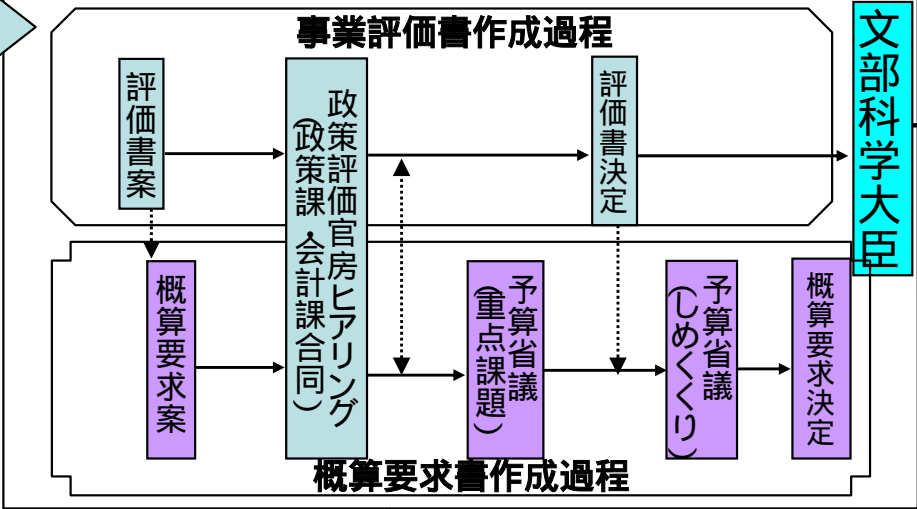 事業評価書作成過程
文部科学大臣
評価書案
政策評価官房ヒアリング
(政策課・会計課合同)
評価書決定
概算要求案
予算省議
(重点課題)
予算省議
(しめくくり)
概算要求決定
概算要求書作成過程